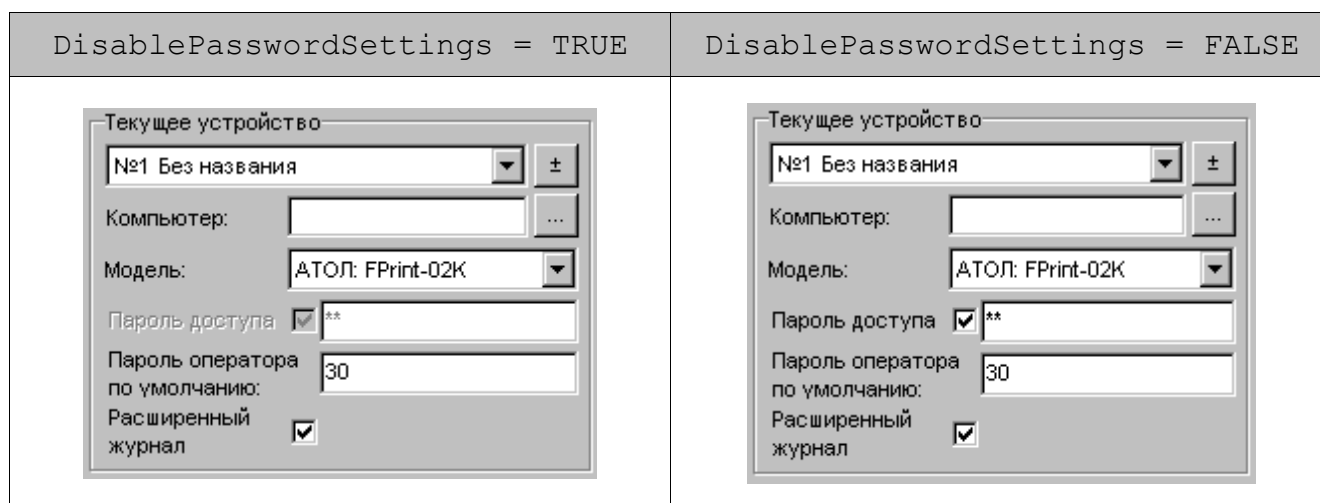 DisablePasswordSettings = TRUE
Текущее устройство
№1 Без названия
±
Компьютер:
...
Модель:
АТОЛ: FPrint-02K
Пароль доступа
**
Пароль оператора
по умолчанию:
30
Расширенный
журнал
DisablePasswordSettings = FALSE
Текущее устройство
№1 Без названия
±
Компьютер:
...
Модель:
АТОЛ: FPrint-02K
Пароль доступа
**
Пароль оператора
по умолчанию:
30
Расширенный
журнал